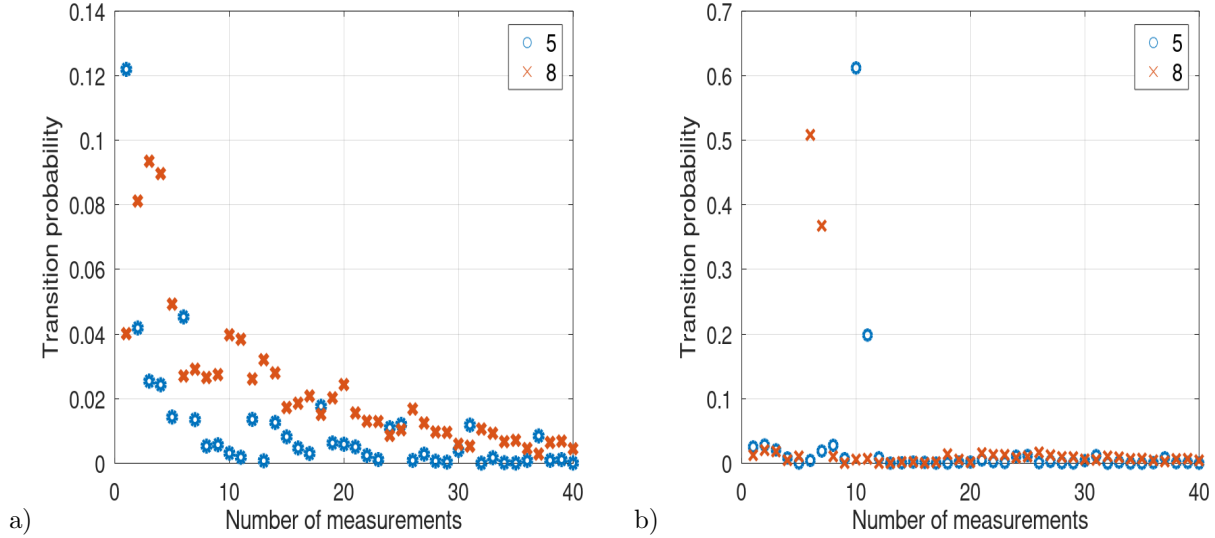 0.14
0.12
0.1
0.08
0.06
0.04
0.02
0
Transition probability
0 10 20 30 40
Number of measurements
5
8
a)
0.7
0.6
0.5
0.4
0.3
0.2
0.1
0
Transition probability
0 10 20 30 40
Number of measurements
5
8
b)